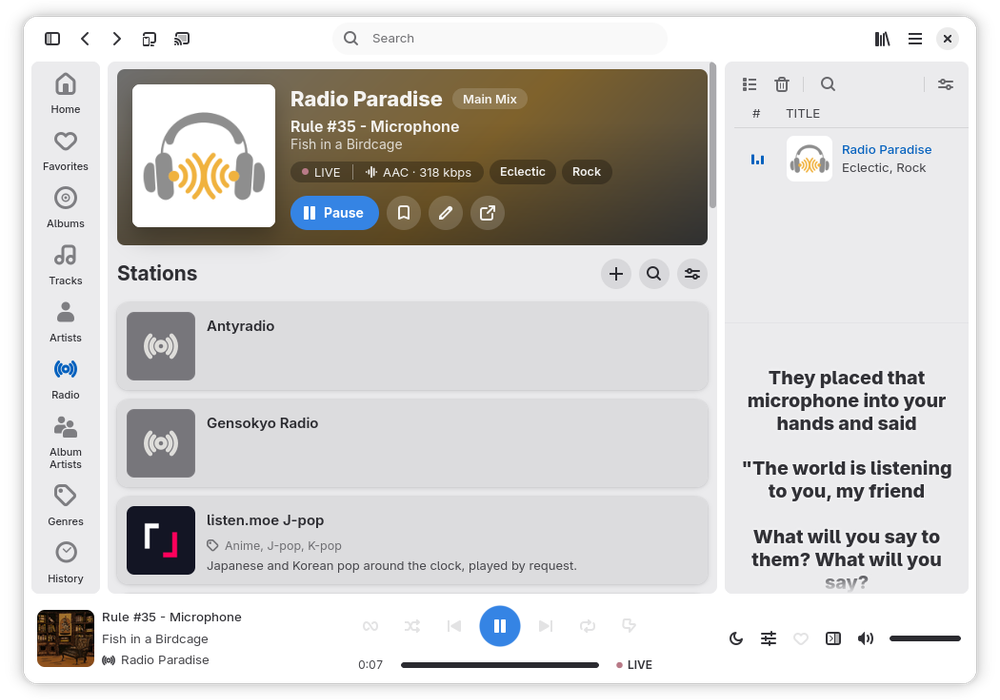 Search
Home
Favorites
Albums
Tracks
Artists
Radio
Album
Artists
Genres
History
Radio Paradise
Main Mix
Rule #35 - Microphone
Fish in a Birdcage
LIVE
AAC · 318 kbps
Eclectic
Rock
Pause
Stations
Antyradio
Gensokyo Radio
listen.moe J-pop
Anime, J-pop, K-pop
Japanese and Korean pop around the clock, played by request.
# TITLE
Radio Paradise
Eclectic, Rock
They placed that
microphone into your
hands and said
"The world is listening
to you, my friend
What will you say to
them? What will you
say?
Rule #35 - Microphone
Fish in a Birdcage
Radio Paradise
0:07
LIVE